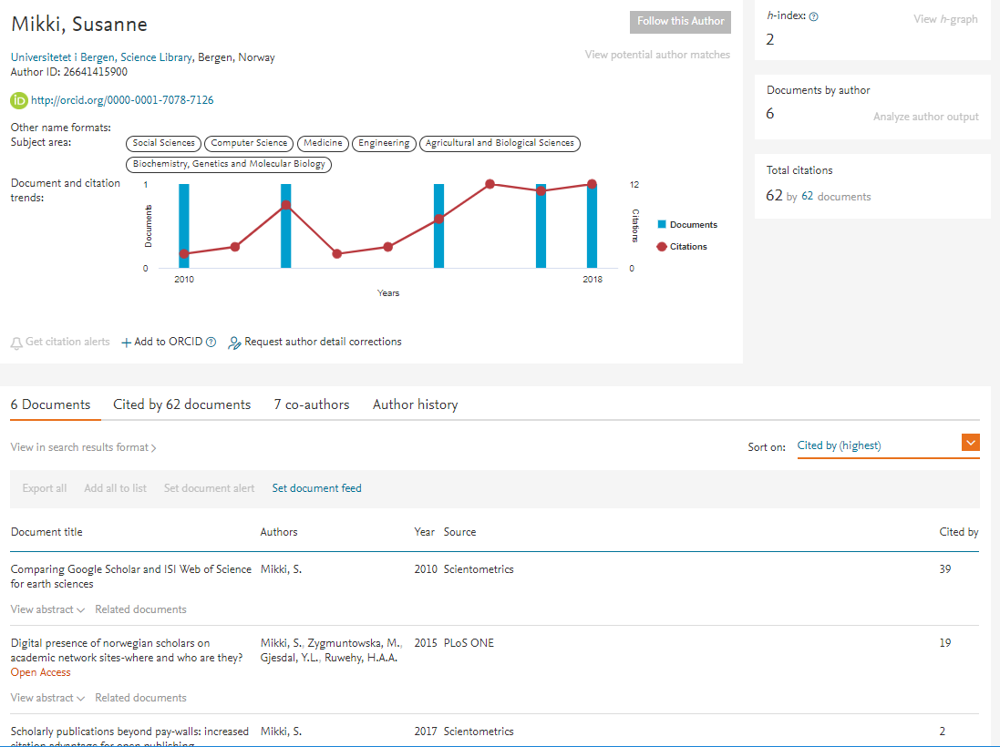 Mikki, Susanne
Follow this Author
View potential author matches
Universitetet i Bergen, Science Library, Bergen, Norway
Author ID: 26641415900
iD http://orcid.org/0000-0001-7078-7126
Other name formats:
Subject area:
Social Sciences Computer Science Medicine Engineering Agricultural and Biological Sciences
Biochemistry, Genetics and Molecular Biology
Document and citation
trends:
1
Documents
0
12
Citations
0
2010
2018
Years
Documents
Citations
Get citation alerts + Add to ORCID ? Request author detail corrections
h-index: ?
View h-graph
2
Documents by author
6
Analyze author output
Total citations
62 by 62 documents
6 Documents Cited by 62 documents 7 co-authors Author history
View in search results format >
Sort on: Cited by (highest)
Export all Add all to list Set document alert Set document feed
Document title Authors Year Source Cited by
Comparing Google Scholar and ISI Web of Science Mikki, S. 2010 Scientometrics 39
for earth sciences
View abstract Related documents
Digital presence of norwegian scholars on Mikki, S., Zygmuntowska, M., 2015 PLoS ONE 19
academic network sites-where and who are they? Gjesdal, Y.L., Ruwehy, H.A.A.
Open Access
View abstract Related documents
Scholarly publications beyond pay-walls: increased Mikki, S. 2017 Scientometrics 2
citation advantage for open publishing